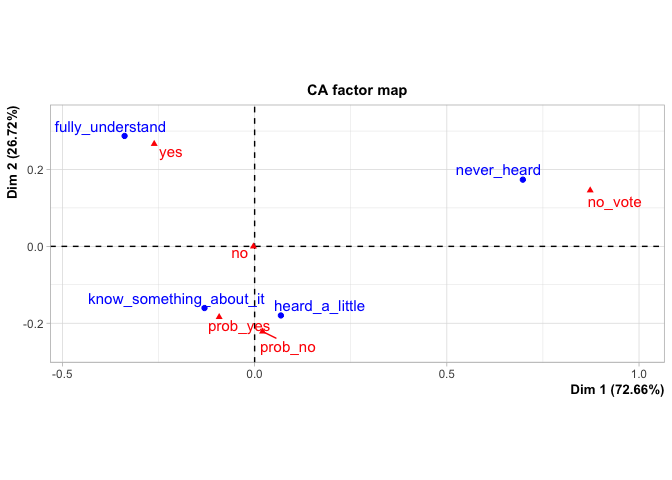 CA factor map
Dim 2 (26.72%)
fully_understand
yes
never_heard
no_vote
no
know_something_about_it
heard_a_little
prob_yes
prob_no
0.2
0.0
-0.2
-0.5
0.0
0.5
1.0
Dim 1 (72.66%)